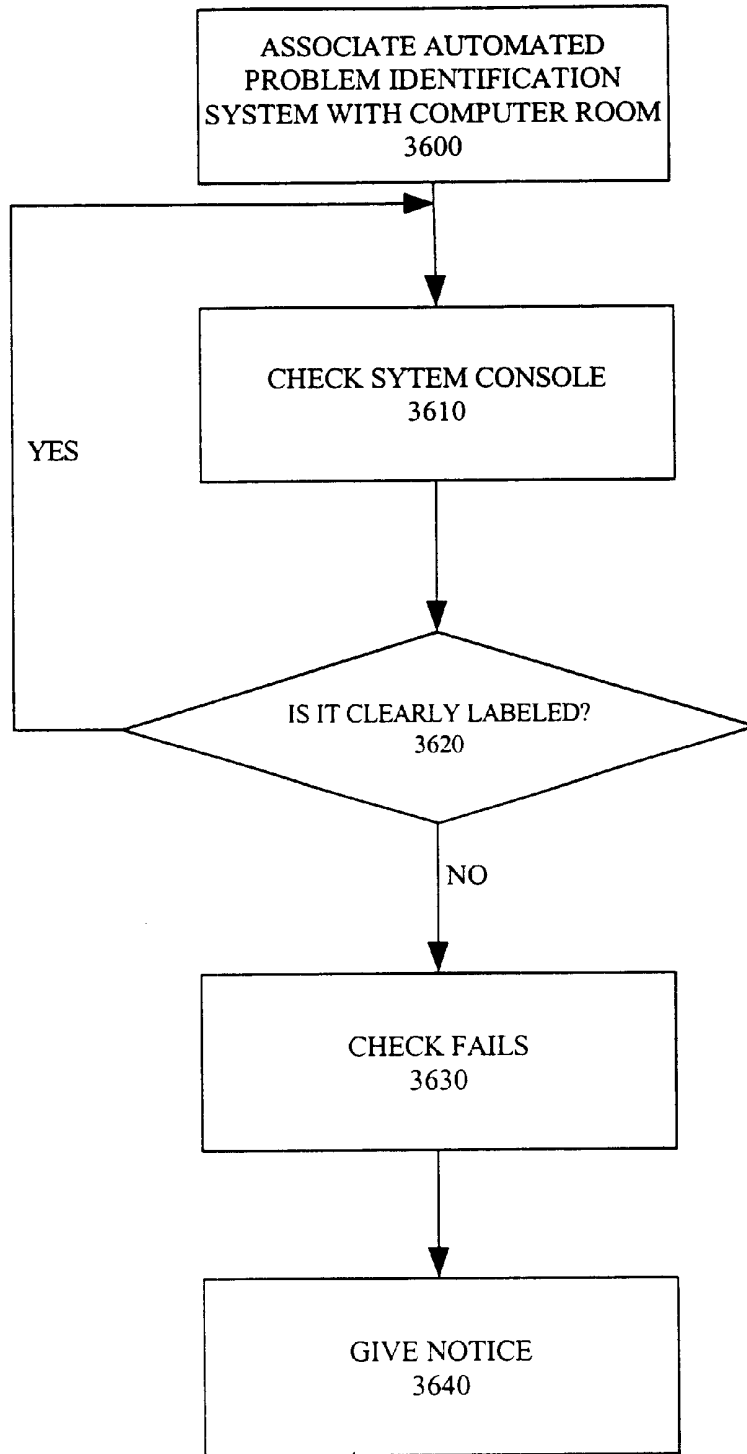 ASSOCIATE AUTOMATED
PROBLEM IDENTIFICATION
SYSTEM WITH COMPUTER ROOM
3600
CHECK SYTEM CONSOLE
3610
YES
IS IT CLEARLY LABELED?
3620
NO
CHECK FAILS
3630
GIVE NOTICE
3640